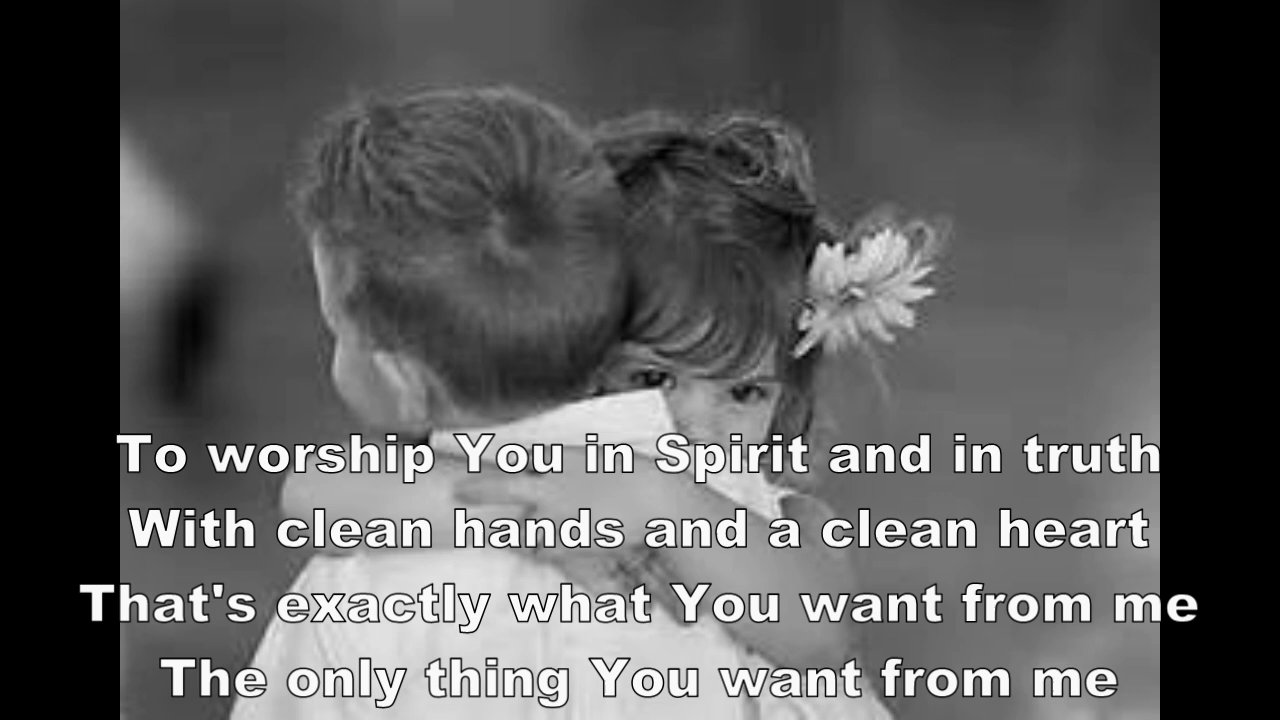 To worship You in Spirit and in truth
With clean hands and a clean heart
That's exactly what You want from me
The only thing You want from me